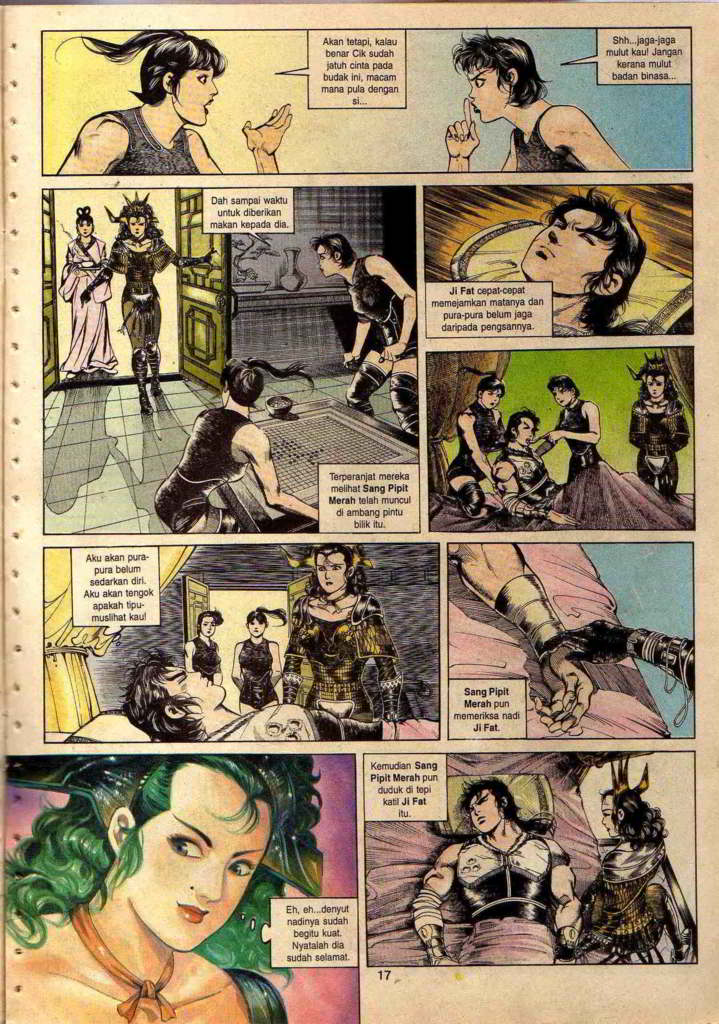 Akan tetapi, kalau
benar Cik sudah
jatuh cinta pada
budak ini, macam
mana pula dengan
si...
Shh...jaga-jaga
mulut kau! Jangan
kerana mulut
badan binasa...
Dah sampai waktu
untuk diberikan
makan kepada dia.
Terperanjat mereka
melihat Sang Pipit
Merah telah muncul
di ambang pintu
bilik itu.
Ji Fat cepat-cepat
memejamkan matanya dan
pura-pura belum jaga
daripada pengsannya.
Aku akan pura-
pura belum
sedarkan diri.
Aku akan tengok
apakah tipu-
muslihat kau!
Sang Pipit
Merah pun
memeriksa nadi
Ji Fat.
Eh, eh...denyut
nadinya sudah
begitu kuat.
Nyatalah dia
sudah selamat.
Kemudian Sang
Pipit Merah pun
duduk di tepi
katil Ji Fat
itu.
17